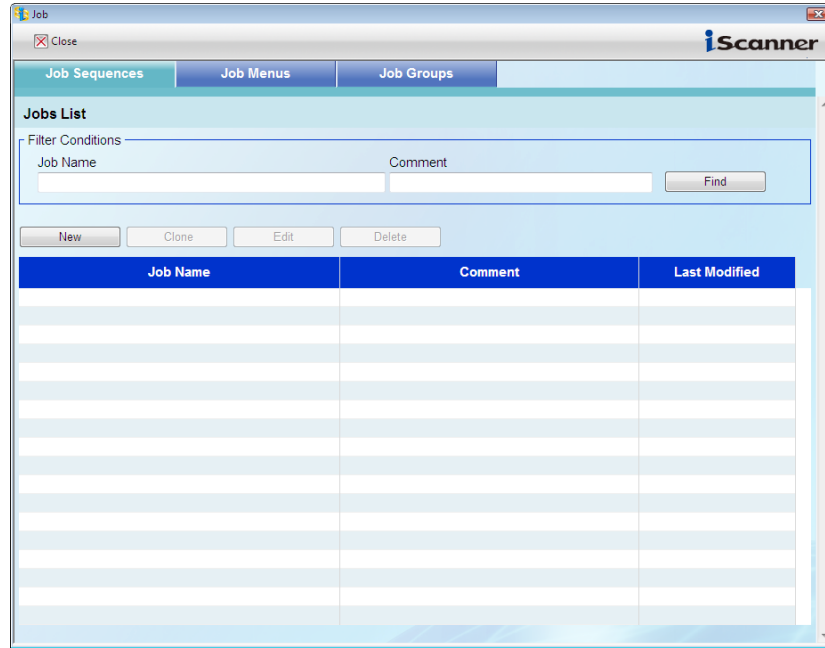 Job
Close
iScanner
Job Sequences Job Menus Job Groups
Jobs List
Filter Conditions
Job Name Comment
Find
New Clone Edit Delete
Job Name Comment Last Modified